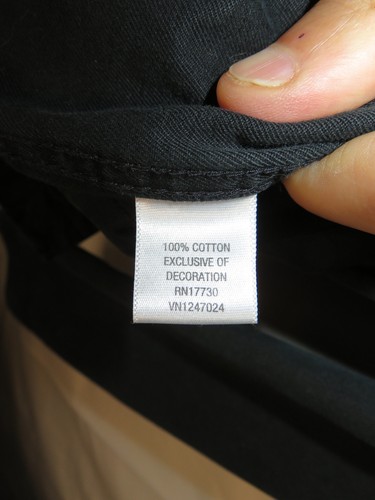 100% COTTON
EXCLUSIVE OF
DECORATION
RN17730
VN1247024